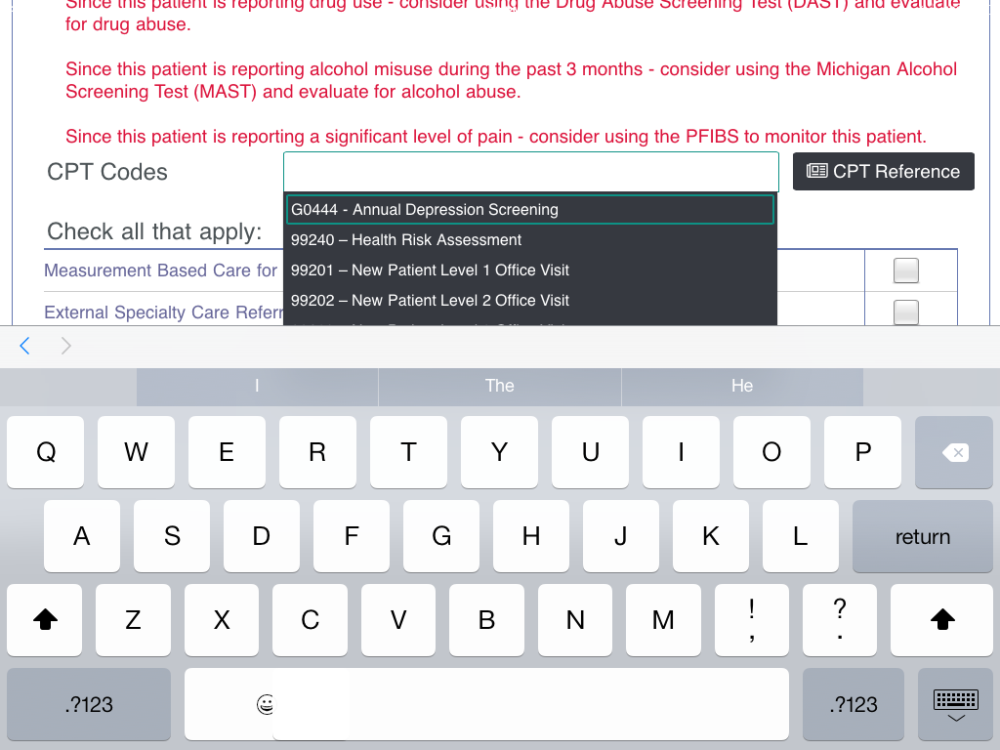 Since this patient is reporting drug use - consider using the Drug Abuse Screening Test (DAST) and evaluate
for drug abuse.
Since this patient is reporting alcohol misuse during the past 3 months - consider using the Michigan Alcohol
Screening Test (MAST) and evaluate for alcohol abuse.
Since this patient is reporting a significant level of pain - consider using the PFIBS to monitor this patient.
CPT Codes
CPT Reference
G0444 - Annual Depression Screening
99240 – Health Risk Assessment
99201 – New Patient Level 1 Office Visit
99202 – New Patient Level 2 Office Visit
Check all that apply:
Measurement Based Care for
External Specialty Care Referr
I The He
Q W E R T Y U I O P
A S D F G H J K L return
Z X C V B N M ! , ? .
.?123 .?123